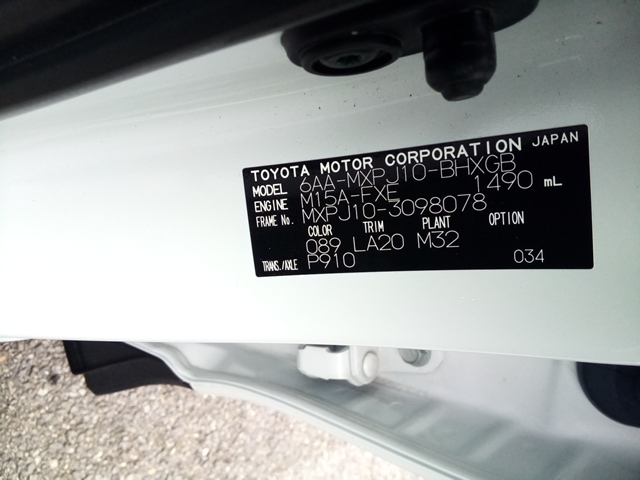 TOYOTA MOTOR CORPORATION JAPAN
MODEL 6AA-MXPJ10-BHXGB
ENGINE M15A-FXE 1490 mL
FRAME No. MXPJ10-3098078
COLOR TRIM PLANT OPTION
089 LA20 M32
TRANS./AXLE P910 034